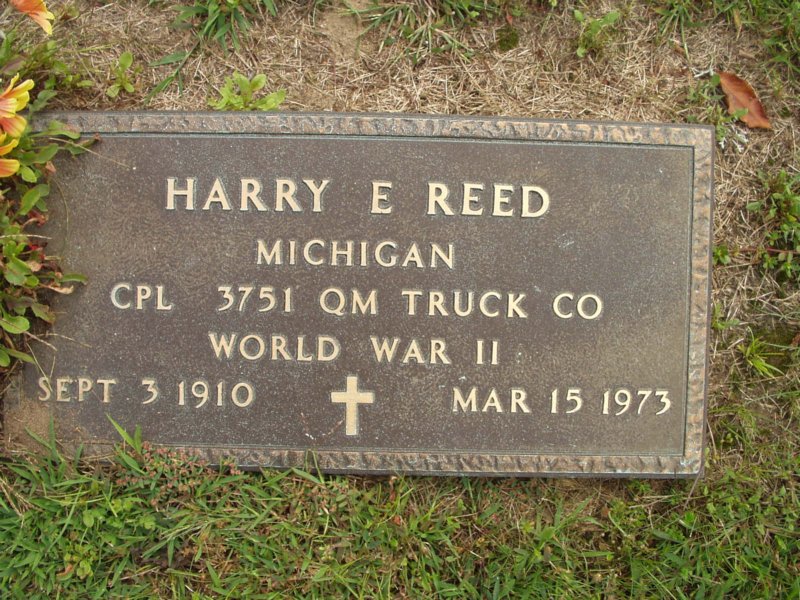 HARRY E REED
MICHIGAN
CPL 3751 QM TRUCK CO
WORLD WAR II
SEPT 3 1910 MAR 15 1973